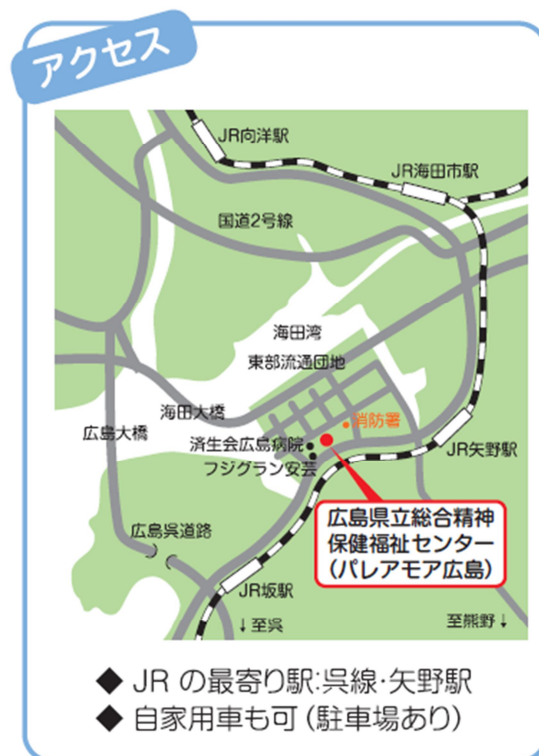 アクセス
JR向洋駅
JR海田市駅
国道2号線
海田湾
東部流通団地
海田大橋
消防署
広島大橋
済生会広島病院
JR矢野駅
フジグラン安芸
広島県立総合精神
保健福祉センター
(パレアモア広島)
広島呉道路
JR坂駅
↓至呉
至熊野↓
◆ JR の最寄り駅:呉線・矢野駅
◆ 自家用車も可(駐車場あり)